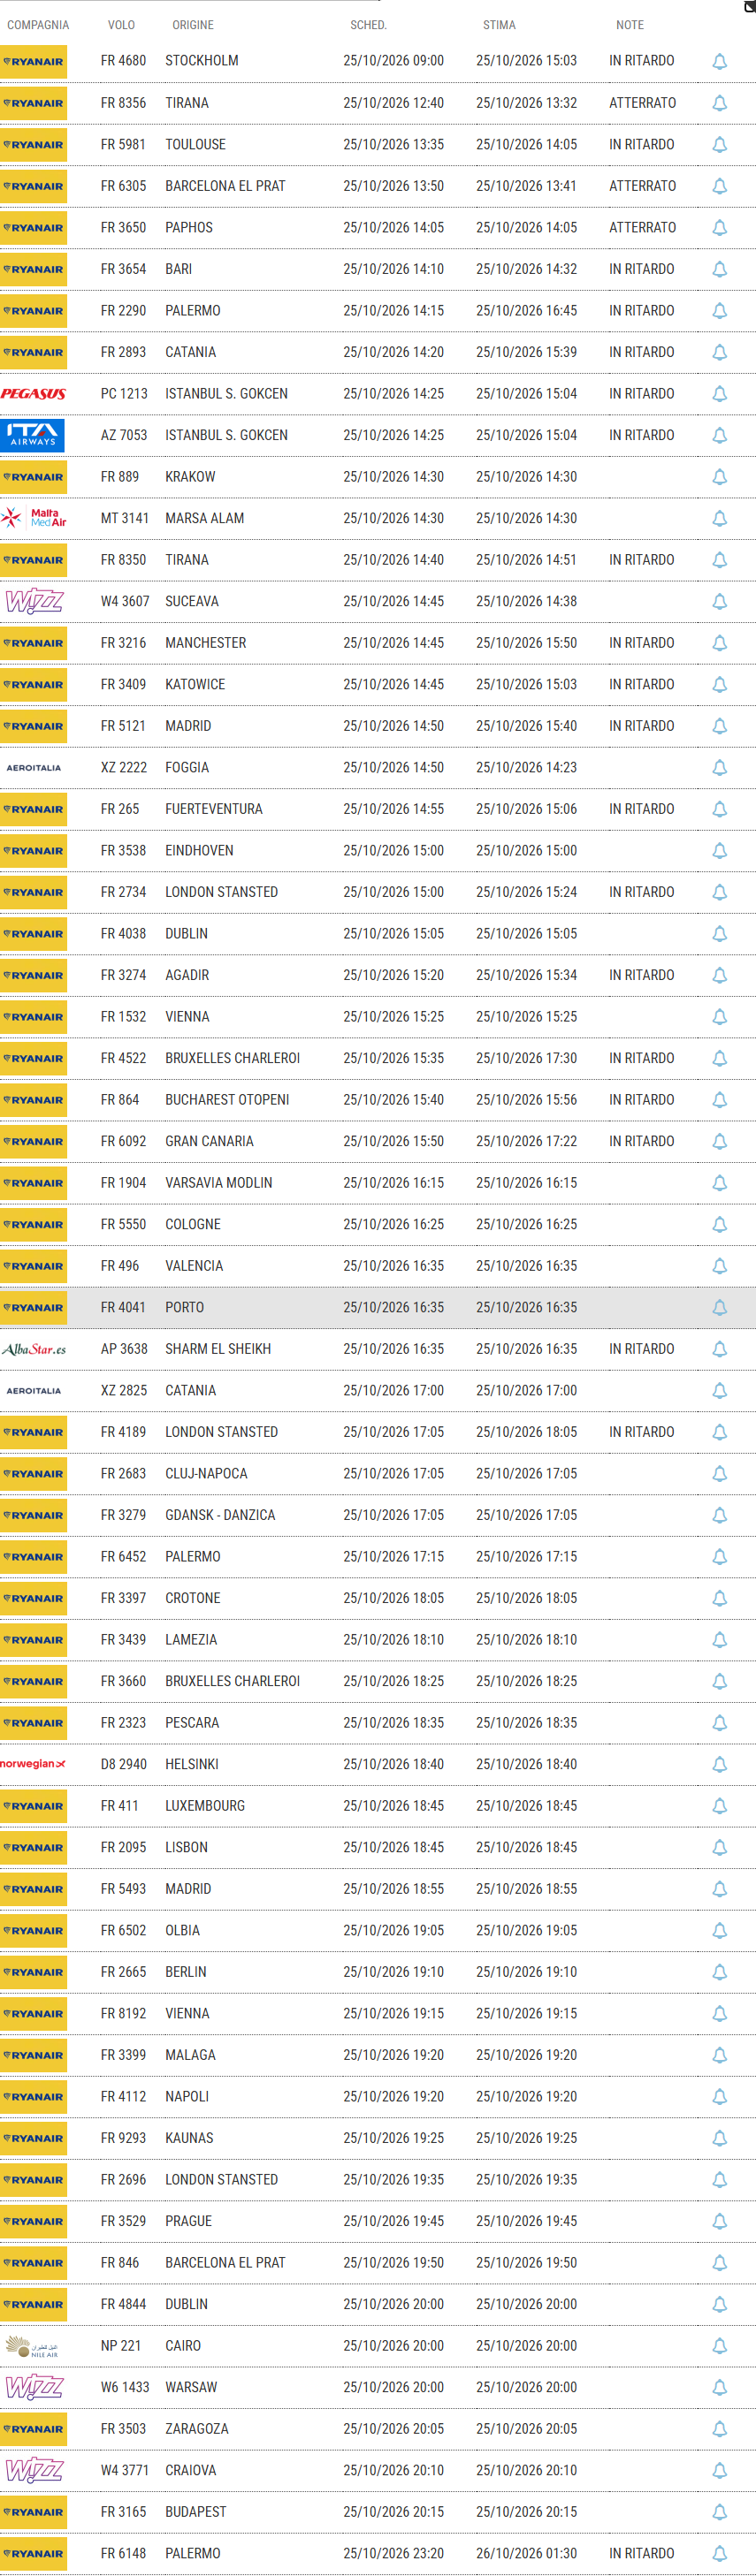 COMPAGNIA VOLO ORIGINE SCHED. STIMA NOTE
RYANAIR FR 4680 STOCKHOLM 25/10/2026 09:00 25/10/2026 15:03 IN RITARDO
RYANAIR FR 8356 TIRANA 25/10/2026 12:40 25/10/2026 13:32 ATTERRATO
RYANAIR FR 5981 TOULOUSE 25/10/2026 13:35 25/10/2026 14:05 IN RITARDO
RYANAIR FR 6305 BARCELONA EL PRAT 25/10/2026 13:50 25/10/2026 13:41 ATTERRATO
RYANAIR FR 3650 PAPHOS 25/10/2026 14:05 25/10/2026 14:05 ATTERRATO
RYANAIR FR 3654 BARI 25/10/2026 14:10 25/10/2026 14:32 IN RITARDO
RYANAIR FR 2290 PALERMO 25/10/2026 14:15 25/10/2026 16:45 IN RITARDO
RYANAIR FR 2893 CATANIA 25/10/2026 14:20 25/10/2026 15:39 IN RITARDO
PEGASUS PC 1213 ISTANBUL S. GOKCEN 25/10/2026 14:25 25/10/2026 15:04 IN RITARDO
ITA AIRWAYS AZ 7053 ISTANBUL S. GOKCEN 25/10/2026 14:25 25/10/2026 15:04 IN RITARDO
RYANAIR FR 889 KRAKOW 25/10/2026 14:30 25/10/2026 14:30
Malta MedAir MT 3141 MARSA ALAM 25/10/2026 14:30 25/10/2026 14:30
RYANAIR FR 8350 TIRANA 25/10/2026 14:40 25/10/2026 14:51 IN RITARDO
WIZZ W4 3607 SUCEAVA 25/10/2026 14:45 25/10/2026 14:38
RYANAIR FR 3216 MANCHESTER 25/10/2026 14:45 25/10/2026 15:50 IN RITARDO
RYANAIR FR 3409 KATOWICE 25/10/2026 14:45 25/10/2026 15:03 IN RITARDO
RYANAIR FR 5121 MADRID 25/10/2026 14:50 25/10/2026 15:40 IN RITARDO
AEROITALIA XZ 2222 FOGGIA 25/10/2026 14:50 25/10/2026 14:23
RYANAIR FR 265 FUERTEVENTURA 25/10/2026 14:55 25/10/2026 15:06 IN RITARDO
RYANAIR FR 3538 EINDHOVEN 25/10/2026 15:00 25/10/2026 15:00
RYANAIR FR 2734 LONDON STANSTED 25/10/2026 15:00 25/10/2026 15:24 IN RITARDO
RYANAIR FR 4038 DUBLIN 25/10/2026 15:05 25/10/2026 15:05
RYANAIR FR 3274 AGADIR 25/10/2026 15:20 25/10/2026 15:34 IN RITARDO
RYANAIR FR 1532 VIENNA 25/10/2026 15:25 25/10/2026 15:25
RYANAIR FR 4522 BRUXELLES CHARLEROI 25/10/2026 15:35 25/10/2026 17:30 IN RITARDO
RYANAIR FR 864 BUCHAREST OTOPENI 25/10/2026 15:40 25/10/2026 15:56 IN RITARDO
RYANAIR FR 6092 GRAN CANARIA 25/10/2026 15:50 25/10/2026 17:22 IN RITARDO
RYANAIR FR 1904 VARSAVIA MODLIN 25/10/2026 16:15 25/10/2026 16:15
RYANAIR FR 5550 COLOGNE 25/10/2026 16:25 25/10/2026 16:25
RYANAIR FR 496 VALENCIA 25/10/2026 16:35 25/10/2026 16:35
RYANAIR FR 4041 PORTO 25/10/2026 16:35 25/10/2026 16:35
AlbaStar.es AP 3638 SHARM EL SHEIKH 25/10/2026 16:35 25/10/2026 16:35 IN RITARDO
AEROITALIA XZ 2825 CATANIA 25/10/2026 17:00 25/10/2026 17:00
RYANAIR FR 4189 LONDON STANSTED 25/10/2026 17:05 25/10/2026 18:05 IN RITARDO
RYANAIR FR 2683 CLUJ-NAPOCA 25/10/2026 17:05 25/10/2026 17:05
RYANAIR FR 3279 GDANSK - DANZICA 25/10/2026 17:05 25/10/2026 17:05
RYANAIR FR 6452 PALERMO 25/10/2026 17:15 25/10/2026 17:15
RYANAIR FR 3397 CROTONE 25/10/2026 18:05 25/10/2026 18:05
RYANAIR FR 3439 LAMEZIA 25/10/2026 18:10 25/10/2026 18:10
RYANAIR FR 3660 BRUXELLES CHARLEROI 25/10/2026 18:25 25/10/2026 18:25
RYANAIR FR 2323 PESCARA 25/10/2026 18:35 25/10/2026 18:35
norwegian D8 2940 HELSINKI 25/10/2026 18:40 25/10/2026 18:40
RYANAIR FR 411 LUXEMBOURG 25/10/2026 18:45 25/10/2026 18:45
RYANAIR FR 2095 LISBON 25/10/2026 18:45 25/10/2026 18:45
RYANAIR FR 5493 MADRID 25/10/2026 18:55 25/10/2026 18:55
RYANAIR FR 6502 OLBIA 25/10/2026 19:05 25/10/2026 19:05
RYANAIR FR 2665 BERLIN 25/10/2026 19:10 25/10/2026 19:10
RYANAIR FR 8192 VIENNA 25/10/2026 19:15 25/10/2026 19:15
RYANAIR FR 3399 MALAGA 25/10/2026 19:20 25/10/2026 19:20
RYANAIR FR 4112 NAPOLI 25/10/2026 19:20 25/10/2026 19:20
RYANAIR FR 9293 KAUNAS 25/10/2026 19:25 25/10/2026 19:25
RYANAIR FR 2696 LONDON STANSTED 25/10/2026 19:35 25/10/2026 19:35
RYANAIR FR 3529 PRAGUE 25/10/2026 19:45 25/10/2026 19:45
RYANAIR FR 846 BARCELONA EL PRAT 25/10/2026 19:50 25/10/2026 19:50
RYANAIR FR 4844 DUBLIN 25/10/2026 20:00 25/10/2026 20:00
النيل للطيران NILE AIR NP 221 CAIRO 25/10/2026 20:00 25/10/2026 20:00
WIZZ W6 1433 WARSAW 25/10/2026 20:00 25/10/2026 20:00
RYANAIR FR 3503 ZARAGOZA 25/10/2026 20:05 25/10/2026 20:05
WIZZ W4 3771 CRAIOVA 25/10/2026 20:10 25/10/2026 20:10
RYANAIR FR 3165 BUDAPEST 25/10/2026 20:15 25/10/2026 20:15
RYANAIR FR 6148 PALERMO 25/10/2026 23:20 26/10/2026 01:30 IN RITARDO